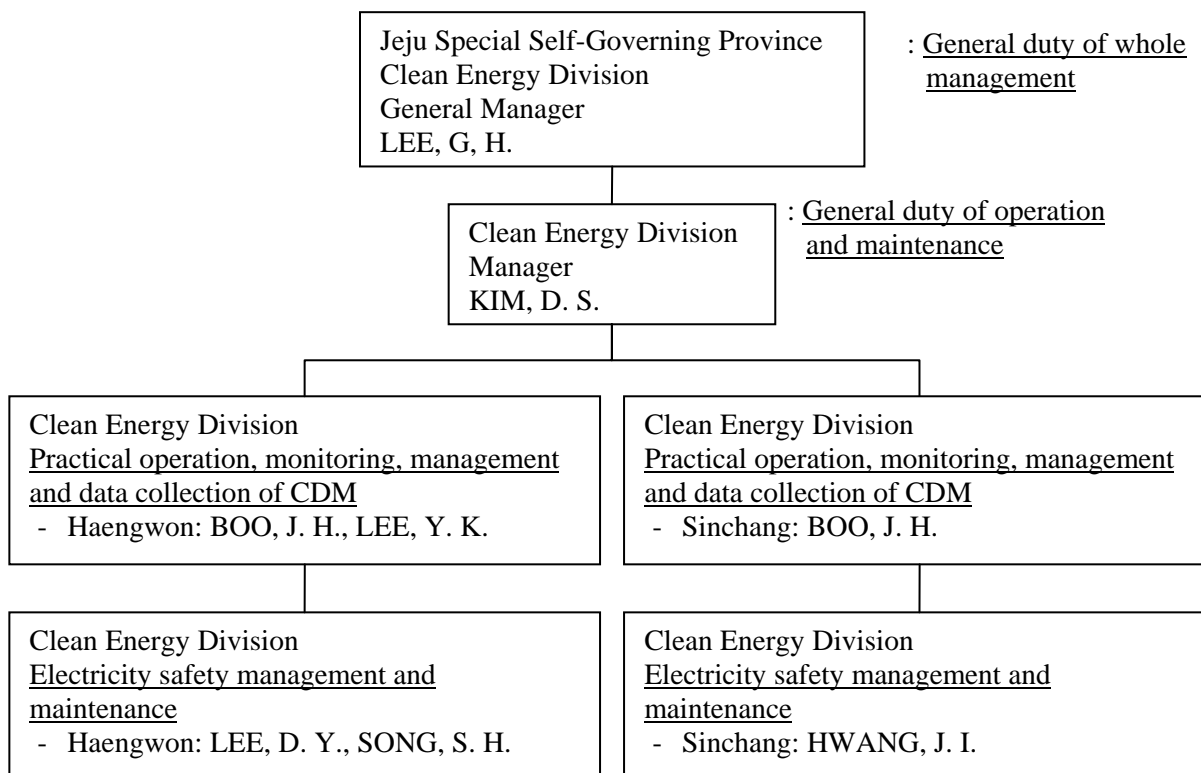 Jeju Special Self-Governing Province
Clean Energy Division
General Manager
LEE, G, H.
: General duty of whole
management
Clean Energy Division
Manager
KIM, D. S.
: General duty of operation
and maintenance
Clean Energy Division
Practical operation, monitoring, management
and data collection of CDM
- Haengwon: BOO, J. H., LEE, Y. K.
Clean Energy Division
Practical operation, monitoring, management
and data collection of CDM
- Sinchang: BOO, J. H.
Clean Energy Division
Electricity safety management and
maintenance
- Haengwon: LEE, D. Y., SONG, S. H.
Clean Energy Division
Electricity safety management and
maintenance
- Sinchang: HWANG, J. I.